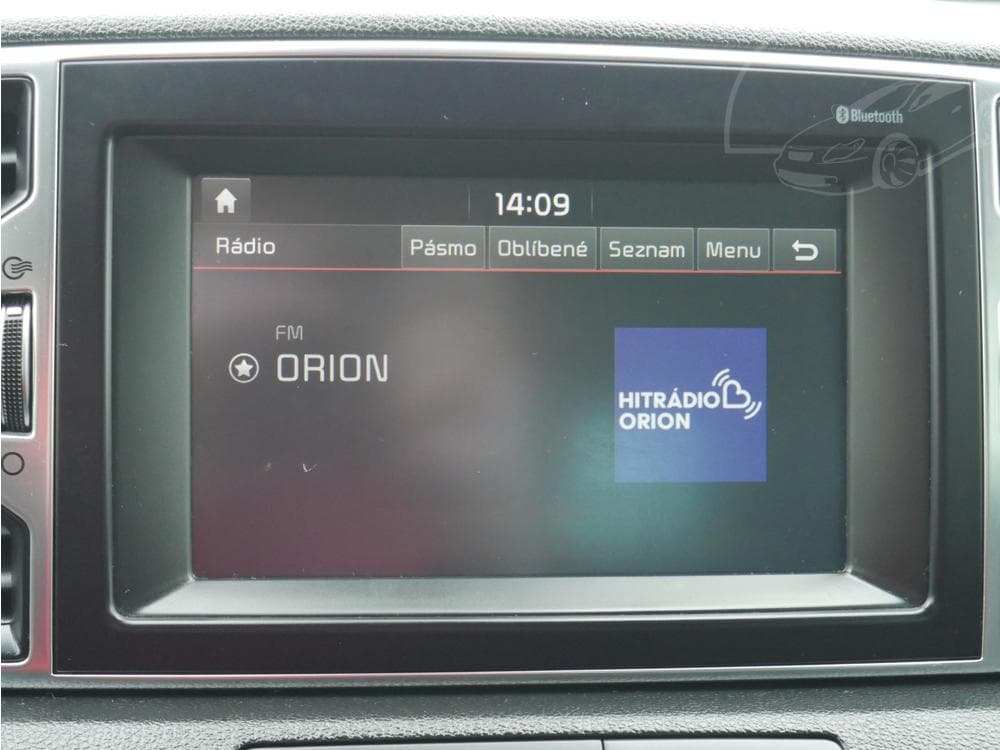 Bluetooth
14:09
Rádio Pásmo Oblíbené Seznam Menu
FM
ORION
HITRÁDIO
ORION